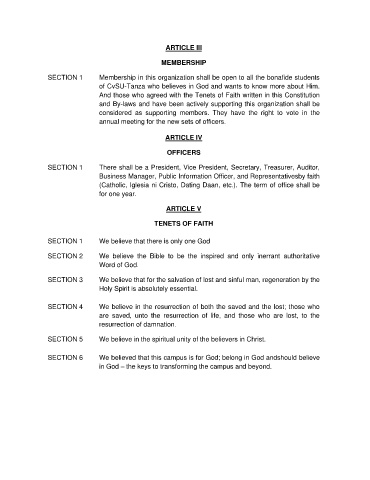 ARTICLE III
MEMBERSHIP
SECTION 1 Membership in this organization shall be open to all the bonafide students
of CvSU-Tanza who believes in God and wants to know more about Him.
And those who agreed with the Tenets of Faith written in this Constitution
and By-laws and have been actively supporting this organization shall be
considered as supporting members. They have the right to vote in the
annual meeting for the new sets of officers.
ARTICLE IV
OFFICERS
SECTION 1 There shall be a President, Vice President, Secretary, Treasurer, Auditor,
Business Manager, Public Information Officer, and Representativesby faith
(Catholic, Iglesia ni Cristo, Dating Daan, etc.). The term of office shall be
for one year.
ARTICLE V
TENETS OF FAITH
SECTION 1 We believe that there is only one God
SECTION 2 We believe the Bible to be the inspired and only inerrant authoritative
Word of God.
SECTION 3 We believe that for the salvation of lost and sinful man, regeneration by the
Holy Spirit is absolutely essential.
SECTION 4 We believe in the resurrection of both the saved and the lost; those who
are saved, unto the resurrection of life, and those who are lost, to the
resurrection of damnation.
SECTION 5 We believe in the spiritual unity of the believers in Christ.
SECTION 6 We believed that this campus is for God; belong in God andshould believe
in God – the keys to transforming the campus and beyond.